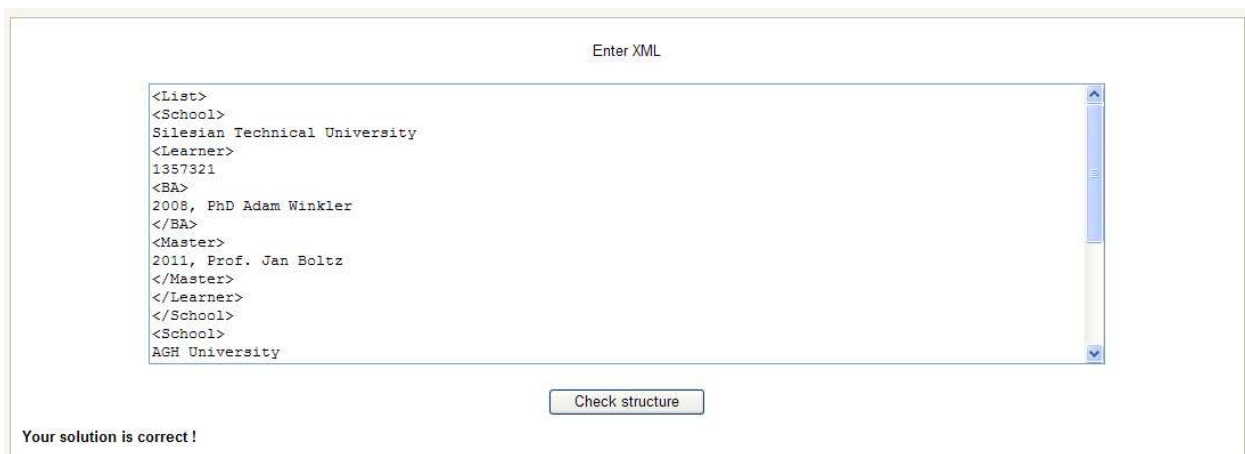 Enter XML
<List>
<School>
Silesian Technical University
<Learner>
1357321
<BA>
2008, PhD Adam Winkler
</BA>
<Master>
2011, Prof. Jan Boltz
</Master>
</Learner>
</School>
<School>
AGH University
Check structure
Your solution is correct !